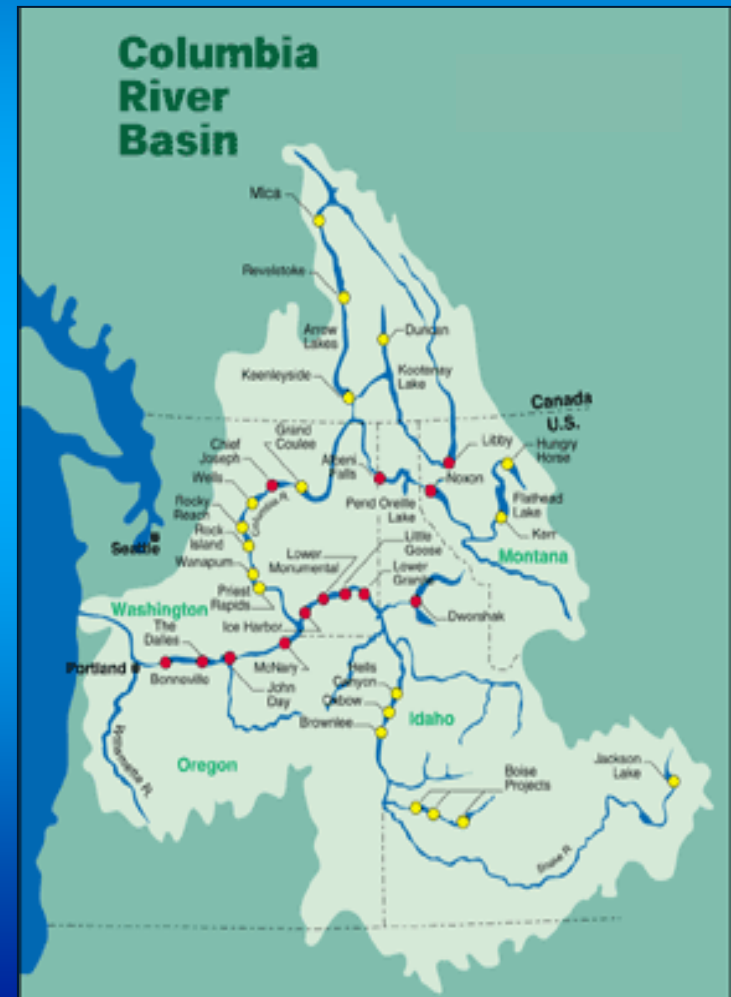 Columbia
River
Basin
Mica
Revelstoke
Arrow
Lakes
Duncan
Keenleyside
Kootenay
Lake
Canada
U.S.
Grand
Coulee
Chief
Joseph
Albeni
Falls
Libby
Hungry
Horse
Wells
Noxon
Columbia R.
Pend Oreille
Lake
Flathead
Lake
Rocky
Reach
Rock
Island
Kerr
Seattle
Wanapum
Lower
Monumental
Little
Goose
Lower
Granite
Montana
Priest
Rapids
Washington
Ice Harbor
Dworshak
The
Dalles
Portland
Bonneville
McNary
John
Day
Hells
Canyon
Oxbow
Brownlee
Idaho
Willamette R.
Oregon
Boise
Projects
Jackson
Lake
Snake R.